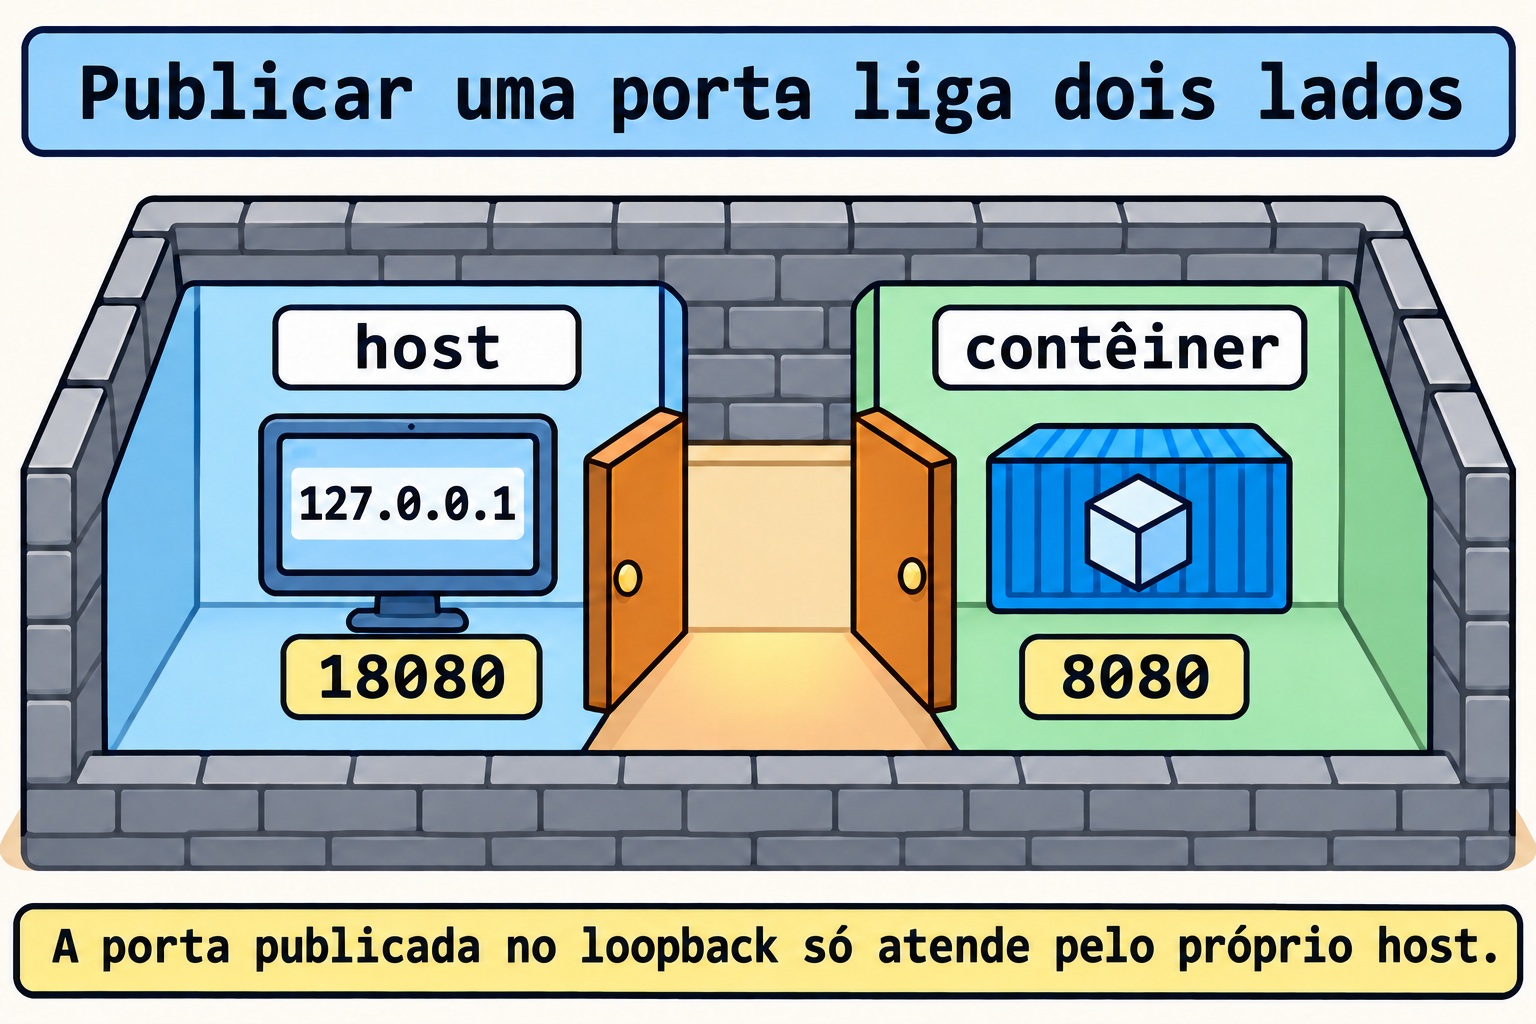 Publicar uma porta liga dois lados
host
contêiner
127.0.0.1
18080
8080
A porta publicada no loopback só atende pelo próprio host.